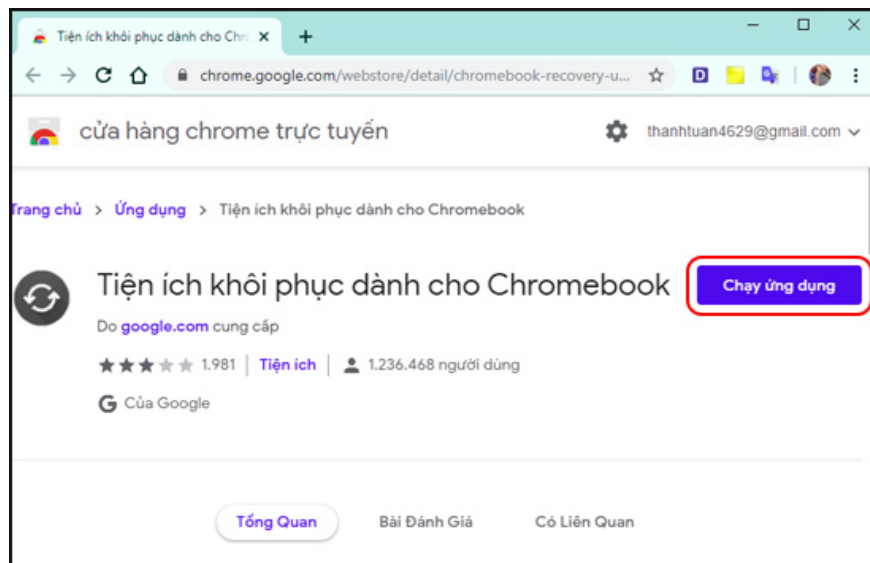 Tiện ích khôi phục dành cho Chro
chrome.google.com/webstore/detail/chromebook-recovery-u...
cửa hàng chrome trực tuyến
thanhtuan4629@gmail.com
Trang chủ > Ứng dụng > Tiện ích khôi phục dành cho Chromebook
Tiện ích khôi phục dành cho Chromebook
Chạy ứng dụng
Do google.com cung cấp
1.981 | Tiện ích | 1.236.468 người dùng
G Của Google
Tổng Quan Bài Đánh Giá Có Liên Quan